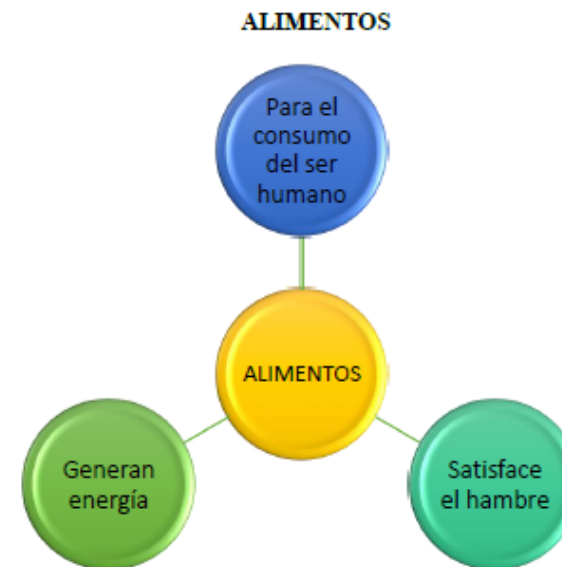 ALIMENTOS
Para el
consumo
del ser
humano
ALIMENTOS
Generan
energía
Satisface
el hambre